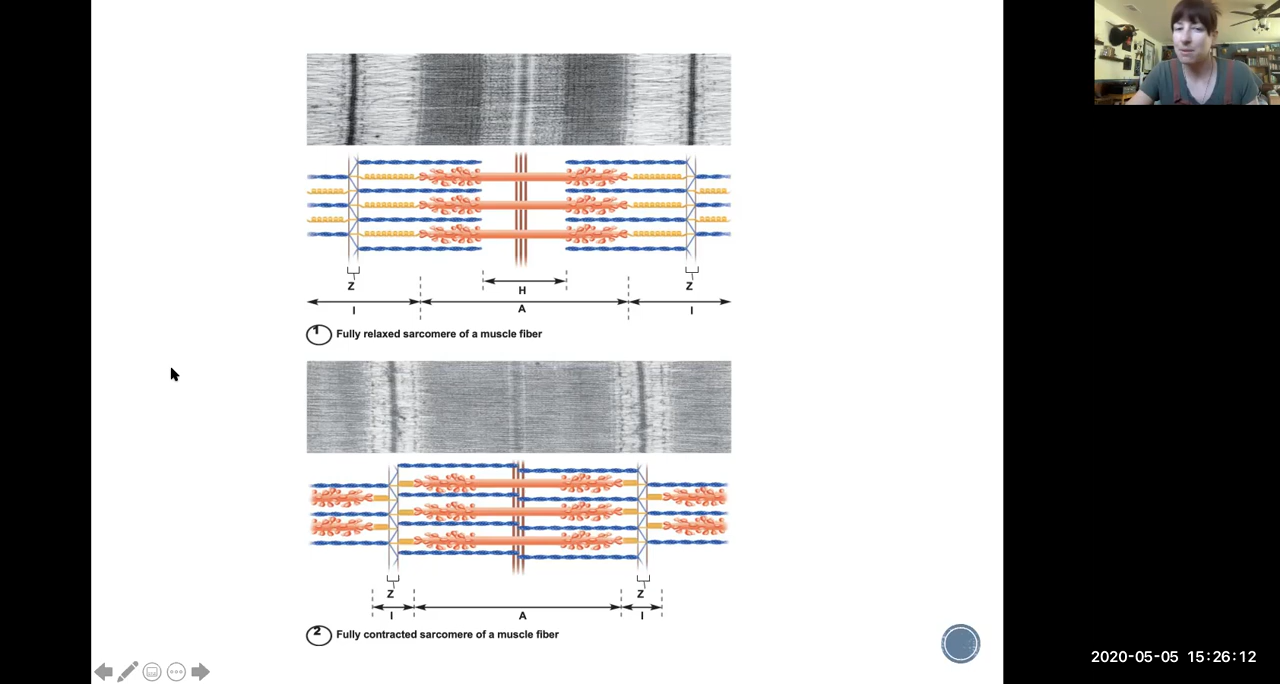 Z
Z
H
I
A
I
1 Fully relaxed sarcomere of a muscle fiber
Z
Z
I
A
I
2 Fully contracted sarcomere of a muscle fiber
2020-05-05 15:26:12